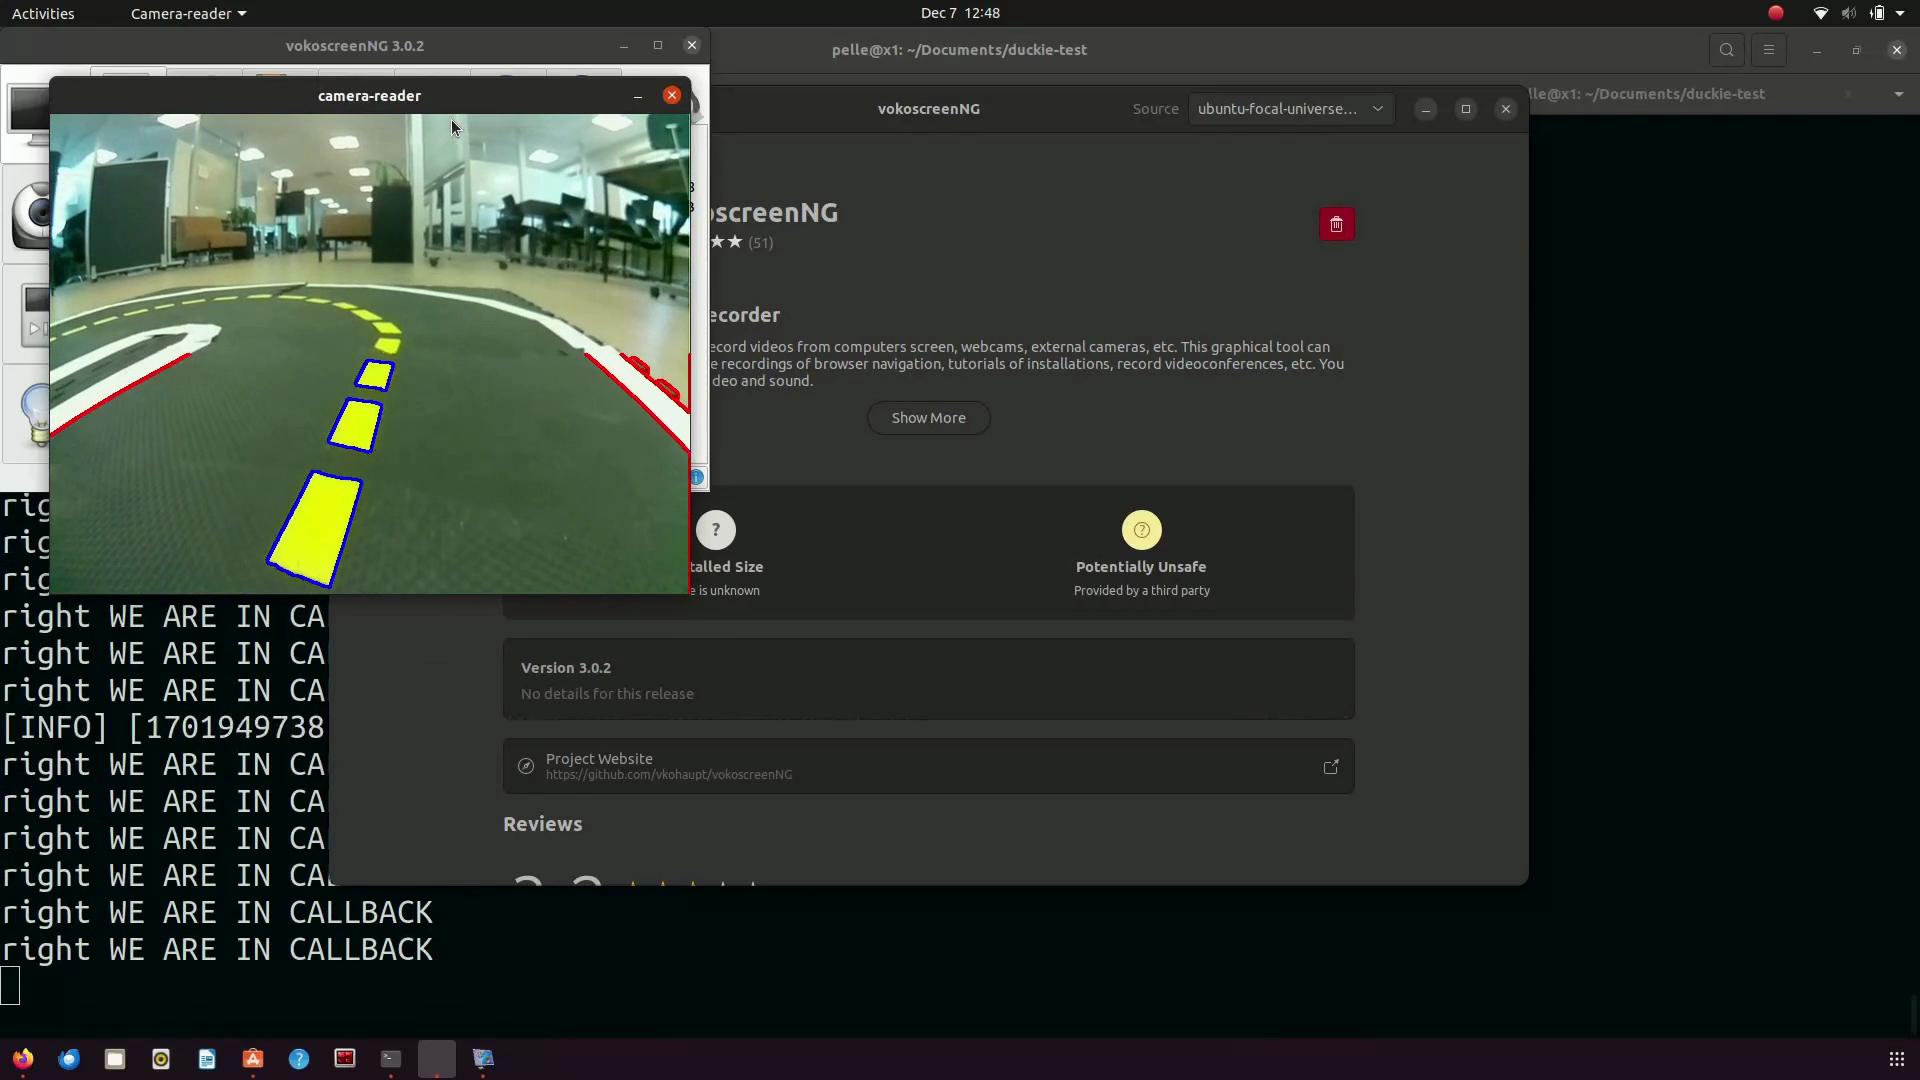 Activities
Camera-reader
Dec 7 12:48
vokoscreenNG 3.0.2
pelle@x1: ~/Documents/duckie-test
camera-reader
vokoscreenNG
Source
ubuntu-focal-universe...
lle@x1: ~/Documents/duckie-test
oscreenNG
(51)
ecorder
ecord videos from computers screen, webcams, external cameras, etc. This graphical tool can
e recordings of browser navigation, tutorials of installations, record videoconferences, etc. You
deo and sound.
Show More
?
talled Size
e is unknown
Potentially Unsafe
Provided by a third party
Version 3.0.2
No details for this release
Project Website
https://github.com/vkohaupt/vokoscreenNG
Reviews
rig
rig
rig
right WE ARE IN CA
right WE ARE IN CA
right WE ARE IN CA
[INFO] [1701949738
right WE ARE IN CA
right WE ARE IN CA
right WE ARE IN CA
right WE ARE IN CAL
right WE ARE IN CALLBACK
right WE ARE IN CALLBACK